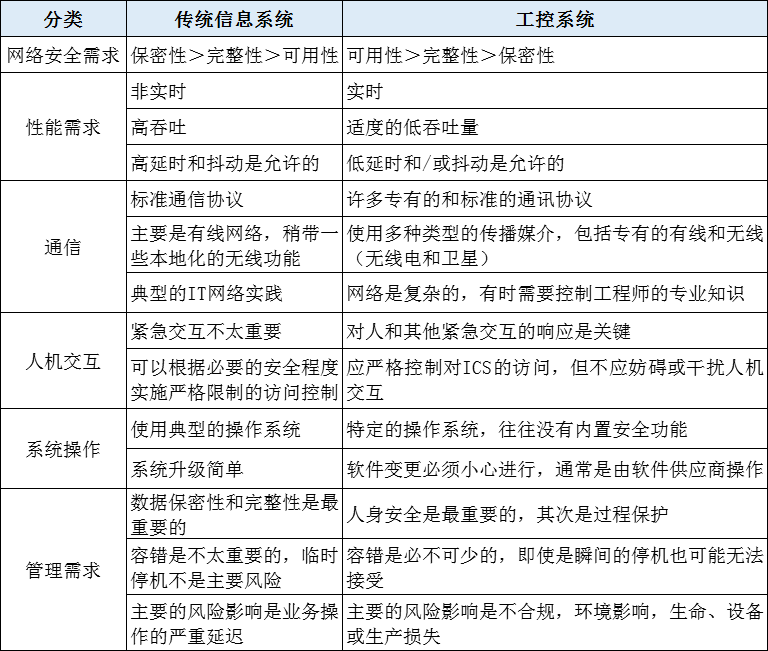 分类 传统信息系统 工控系统
网络安全需求 保密性＞完整性＞可用性 可用性＞完整性＞保密性
性能需求
非实时 实时
高吞吐 适度的低吞吐量
高延时和抖动是允许的 低延时和/或抖动是允许的
通信
标准通信协议 许多专有的和标准的通讯协议
主要是有线网络，稍带一
些本地化的无线功能
使用多种类型的传播媒介，包括专有的有线和无线
（无线电和卫星）
典型的IT网络实践 网络是复杂的，有时需要控制工程师的专业知识
人机交互
紧急交互不太重要 对人和其他紧急交互的响应是关键
可以根据必要的安全程度
实施严格限制的访问控制
应严格控制对ICS的访问，但不应妨碍或干扰人机
交互
系统操作
使用典型的操作系统 特定的操作系统，往往没有内置安全功能
系统升级简单 软件变更必须小心进行，通常是由软件供应商操作
管理需求
数据保密性和完整性是最
重要的
人身安全是最重要的，其次是过程保护
容错是不太重要的，临时
停机不是主要风险
容错是必不可少的，即使是瞬间的停机也可能无法
接受
主要的风险影响是业务操
作的严重延迟
主要的风险影响是不合规，环境影响，生命、设备
或生产损失